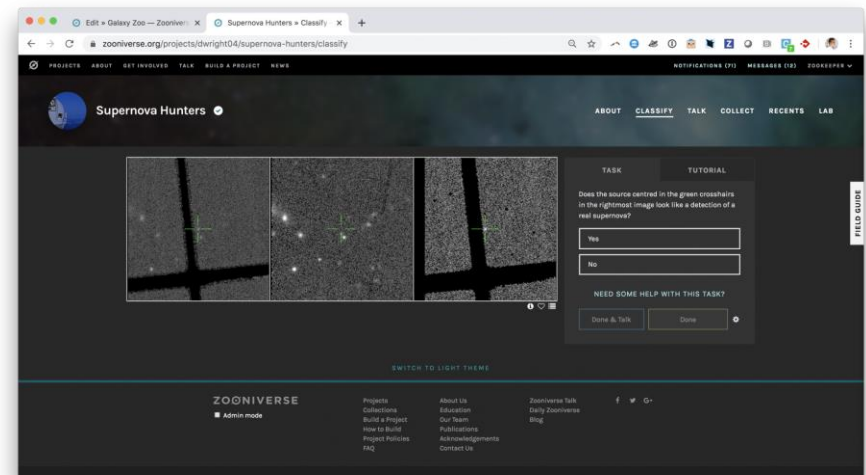 Edit » Galaxy Zoo — Zooniver
Supernova Hunters » Classify
zooniverse.org/projects/dwright04/supernova-hunters/classify
PROJECTS ABOUT GET INVOLVED TALK BUILD A PROJECT NEWS
NOTIFICATIONS (71) MESSAGES (12) ZOOKEEPER
Supernova Hunters
ABOUT CLASSIFY TALK COLLECT RECENTS LAB
TASK TUTORIAL
Does the source centred in the green crosshairs
in the rightmost image look like a detection of a
real supernova?
Yes
No
NEED SOME HELP WITH THIS TASK?
Done & Talk Done
FIELD GUIDE
SWITCH TO LIGHT THEME
ZOONIVERSE
Admin mode
Projects
Collections
Build a Project
How to Build
Project Policies
FAQ
About Us
Education
Our Team
Publications
Acknowledgements
Contact Us
Zooniverse Talk
Daily Zooniverse
Blog
G+